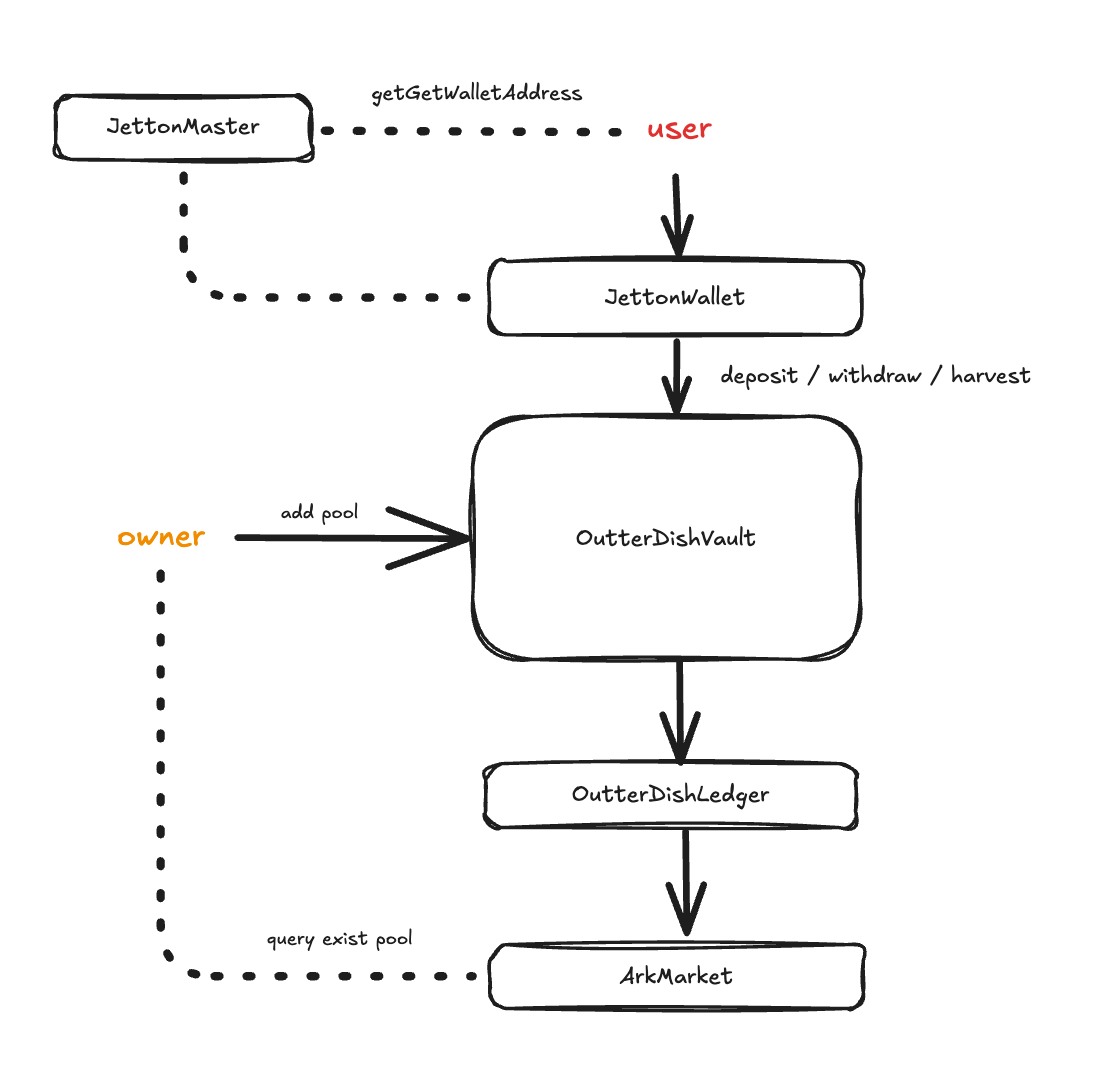 getGetWalletAddress
JettonMaster
user
JettonWallet
deposit / withdraw / harvest
add pool
owner
OutterDishVault
OutterDishLedger
query exist pool
ArkMarket